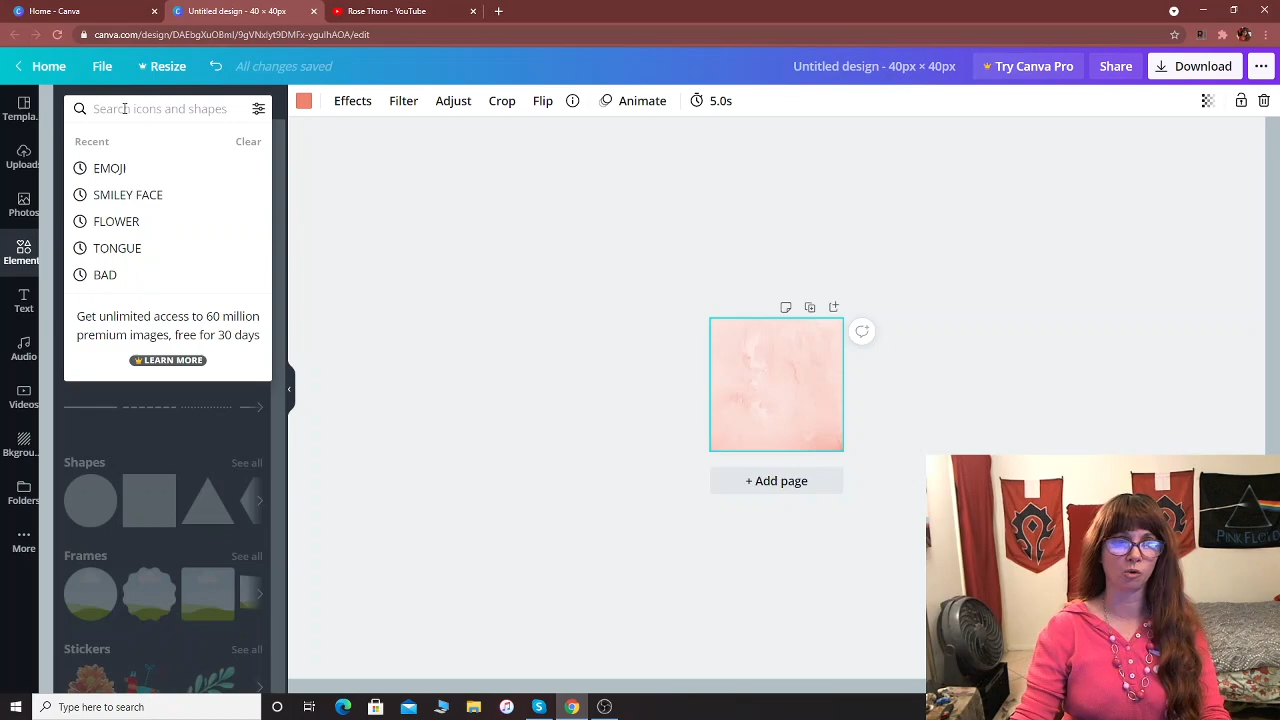 Home - Canva
Untitled design - 40 × 40px
Rose Thorn - YouTube
canva.com/design/DAEbgXuOBmI/9gVNxlyt9DMFx-yguIhAOA/edit
Home
File
Resize
All changes saved
Untitled design - 40px × 40px
Try Canva Pro
Share
Download
Templa...
Uploads
Photos
Element
Text
Audio
Videos
Bkgrou...
Folders
More
Search icons and shapes
Recent
Clear
EMOJI
SMILEY FACE
FLOWER
TONGUE
BAD
Get unlimited access to 60 million
premium images, free for 30 days
LEARN MORE
Shapes
See all
Frames
See all
Stickers
See all
Effects
Filter
Adjust
Crop
Flip
Animate
5.0s
+ Add page
PINK FLOYD
Type here to search